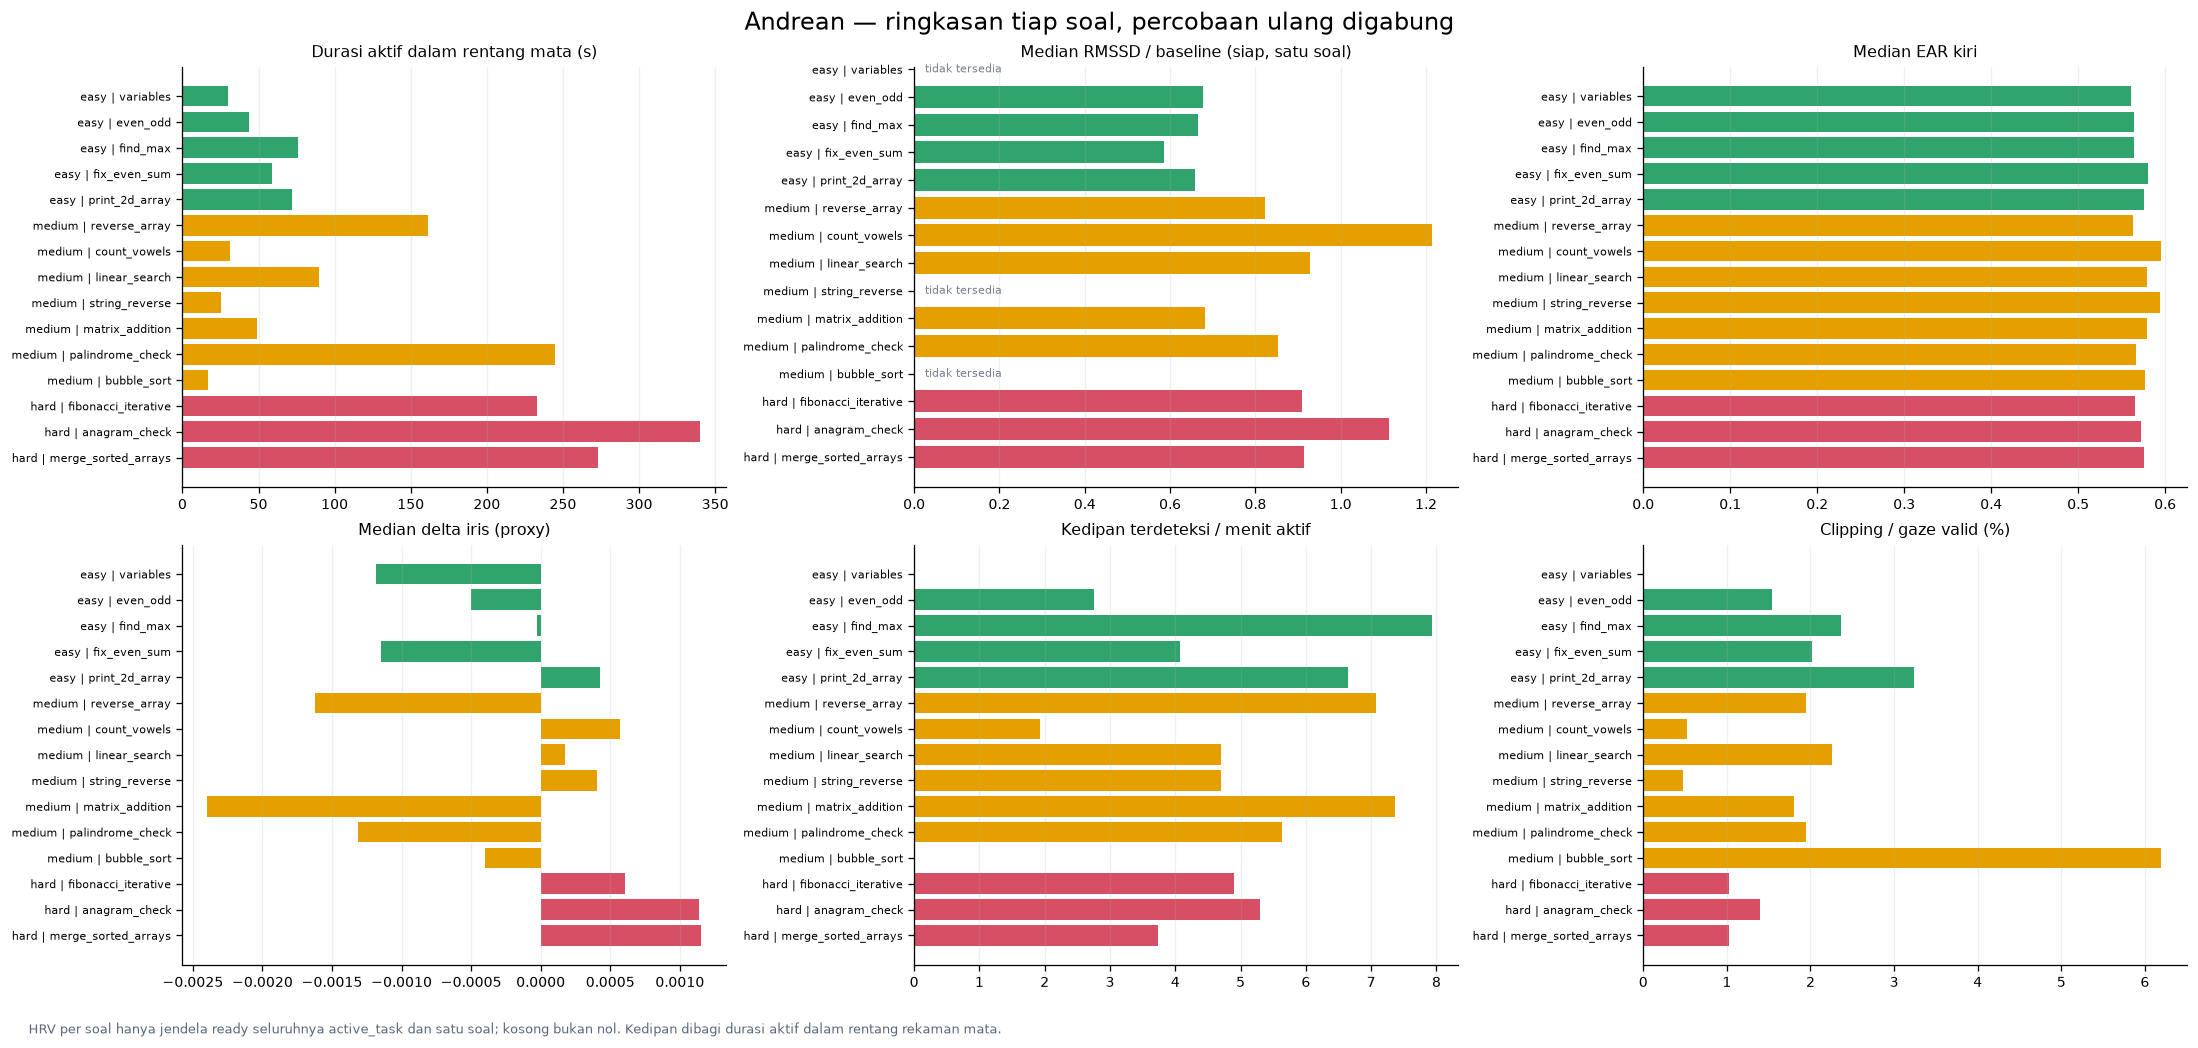 Andrean — ringkasan tiap soal, percobaan ulang digabung
Durasi aktif dalam rentang mata (s)
easy | variables
easy | even_odd
easy | find_max
easy | fix_even_sum
easy | print_2d_array
medium | reverse_array
medium | count_vowels
medium | linear_search
medium | string_reverse
medium | matrix_addition
medium | palindrome_check
medium | bubble_sort
hard | fibonacci_iterative
hard | anagram_check
hard | merge_sorted_arrays
0 50 100 150 200 250 300 350
Median RMSSD / baseline (siap, satu soal)
easy | variables tidak tersedia
easy | even_odd
easy | find_max
easy | fix_even_sum
easy | print_2d_array
medium | reverse_array
medium | count_vowels
medium | linear_search
medium | string_reverse tidak tersedia
medium | matrix_addition
medium | palindrome_check
medium | bubble_sort tidak tersedia
hard | fibonacci_iterative
hard | anagram_check
hard | merge_sorted_arrays
0.0 0.2 0.4 0.6 0.8 1.0 1.2
Median EAR kiri
easy | variables
easy | even_odd
easy | find_max
easy | fix_even_sum
easy | print_2d_array
medium | reverse_array
medium | count_vowels
medium | linear_search
medium | string_reverse
medium | matrix_addition
medium | palindrome_check
medium | bubble_sort
hard | fibonacci_iterative
hard | anagram_check
hard | merge_sorted_arrays
0.0 0.1 0.2 0.3 0.4 0.5 0.6
Median delta iris (proxy)
easy | variables
easy | even_odd
easy | find_max
easy | fix_even_sum
easy | print_2d_array
medium | reverse_array
medium | count_vowels
medium | linear_search
medium | string_reverse
medium | matrix_addition
medium | palindrome_check
medium | bubble_sort
hard | fibonacci_iterative
hard | anagram_check
hard | merge_sorted_arrays
−0.0025 −0.0020 −0.0015 −0.0010 −0.0005 0.0000 0.0005 0.0010
Kedipan terdeteksi / menit aktif
easy | variables
easy | even_odd
easy | find_max
easy | fix_even_sum
easy | print_2d_array
medium | reverse_array
medium | count_vowels
medium | linear_search
medium | string_reverse
medium | matrix_addition
medium | palindrome_check
medium | bubble_sort
hard | fibonacci_iterative
hard | anagram_check
hard | merge_sorted_arrays
0 1 2 3 4 5 6 7 8
Clipping / gaze valid (%)
easy | variables
easy | even_odd
easy | find_max
easy | fix_even_sum
easy | print_2d_array
medium | reverse_array
medium | count_vowels
medium | linear_search
medium | string_reverse
medium | matrix_addition
medium | palindrome_check
medium | bubble_sort
hard | fibonacci_iterative
hard | anagram_check
hard | merge_sorted_arrays
0 1 2 3 4 5 6
HRV per soal hanya jendela ready seluruhnya active_task dan satu soal; kosong bukan nol. Kedipan dibagi durasi aktif dalam rentang rekaman mata.